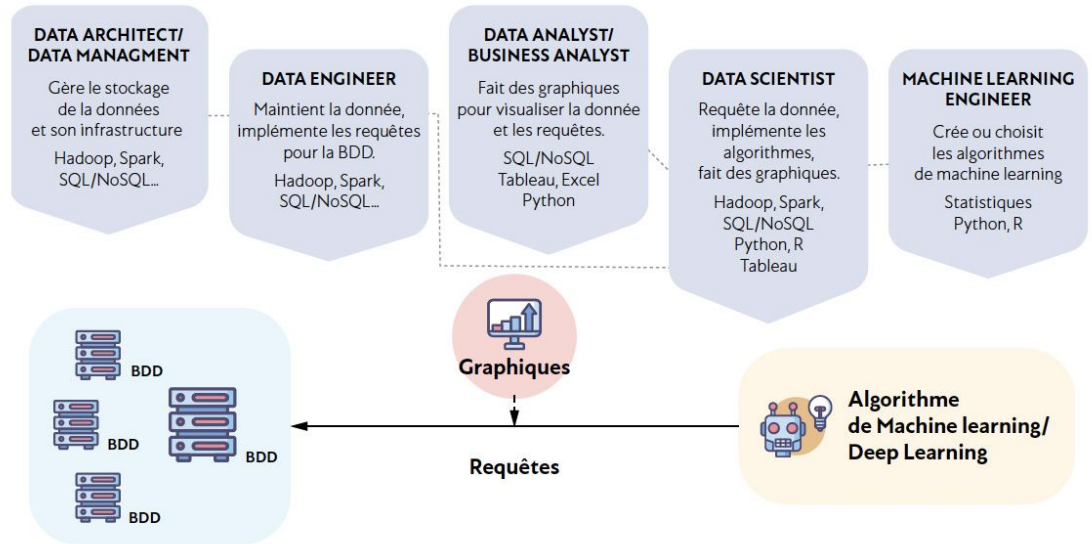 DATA ARCHITECT/
DATA MANAGMENT
Gère le stockage
de la données
et son infrastructure
Hadoop, Spark,
SQL/NoSQL...
DATA ENGINEER
Maintient la donnée,
implémente les requêtes
pour la BDD.
Hadoop, Spark,
SQL/NoSQL...
DATA ANALYST/
BUSINESS ANALYST
Fait des graphiques
pour visualiser la donnée
et les requêtes.
SQL/NoSQL
Tableau, Excel
Python
DATA SCIENTIST
Requête la donnée,
implémente les
algorithmes,
fait des graphiques.
Hadoop, Spark,
SQL/NoSQL
Python, R
Tableau
MACHINE LEARNING
ENGINEER
Crée ou choisit
les algorithmes
de machine learning
Statistiques
Python, R
BDD
BDD
BDD
BDD
Graphiques
Requêtes
Algorithme
de Machine learning/
Deep Learning